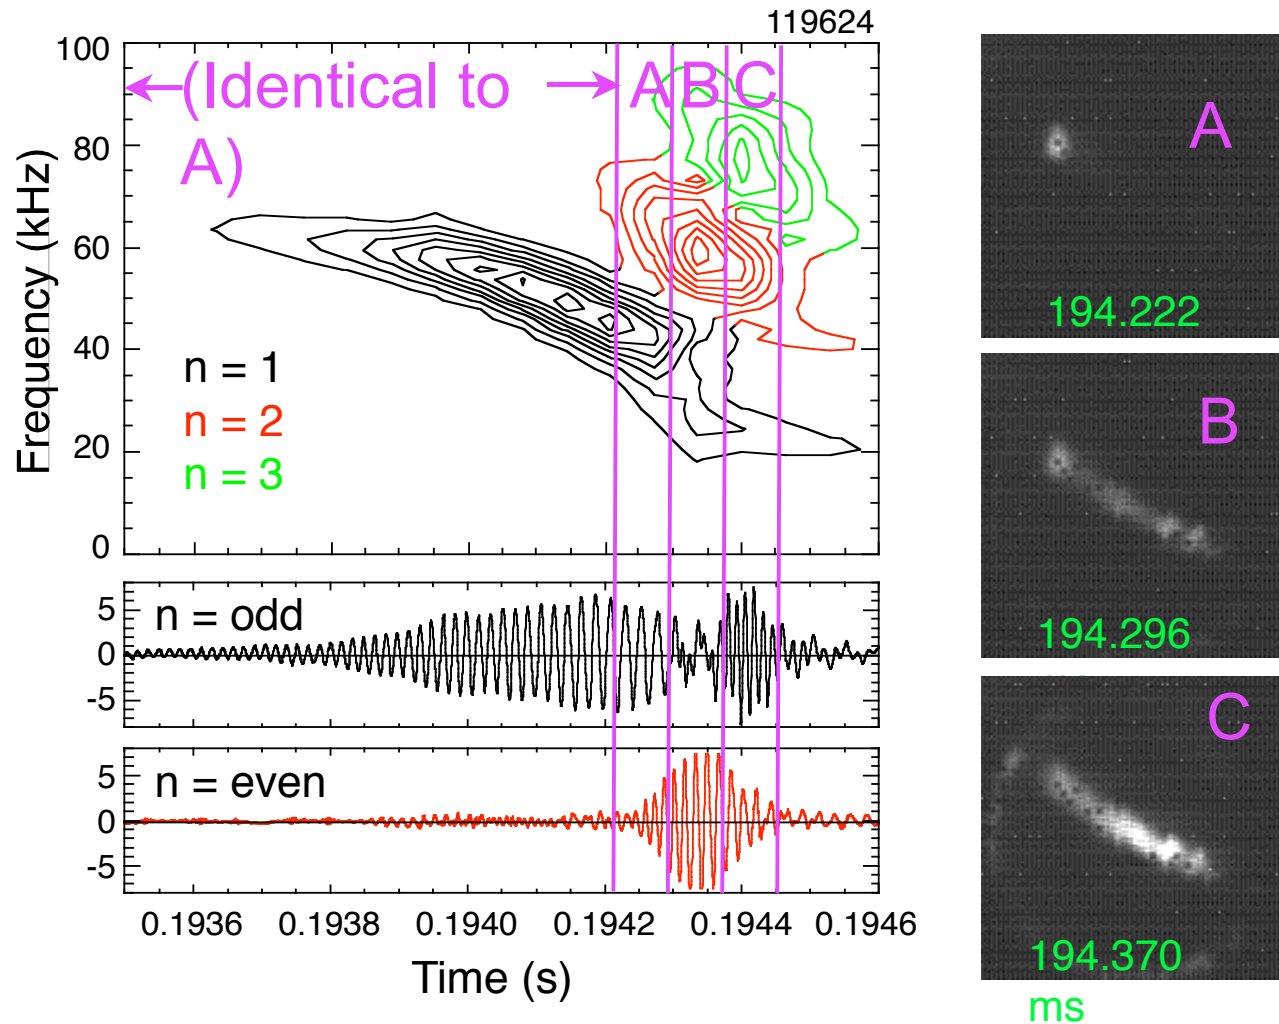 119624
100
80
60
40
20
0
Frequency (kHz)
(Identical to
A)
A B C
n = 1
n = 2
n = 3
5
0
-5
n = odd
5
0
-5
n = even
0.1936 0.1938 0.1940 0.1942 0.1944 0.1946
Time (s)
A
194.222
B
194.296
C
194.370
ms